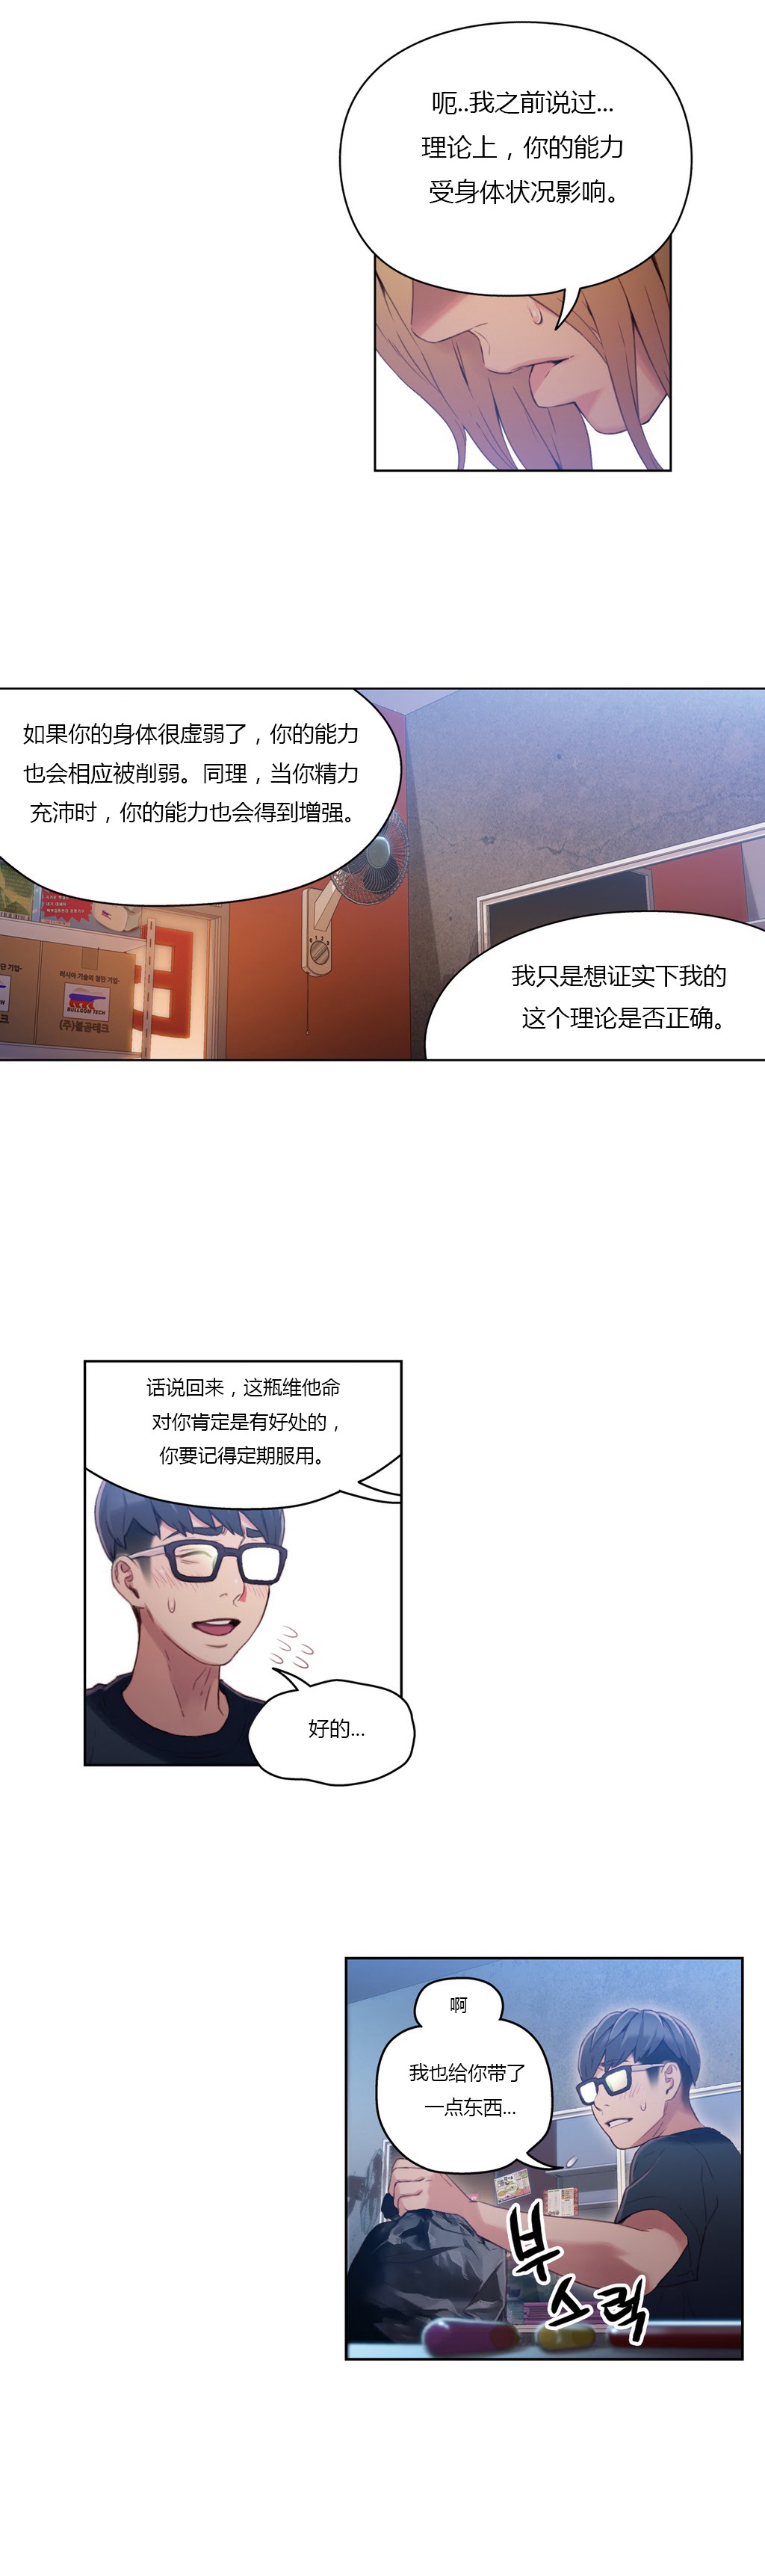 呃..我之前说过...
理论上，你的能力
受身体状况影响。
如果你的身体很虚弱了，你的能力
也会相应被削弱。同理，当你精力
充沛时，你的能力也会得到增强。
BULLGOM TECH
(주)불곰테크
我只是想证实下我的
这个理论是否正确。
话说回来，这瓶维他命
对你肯定是有好处的，
你要记得定期服用。
好的...
啊
我也给你带了
一点东西...
부
스럭